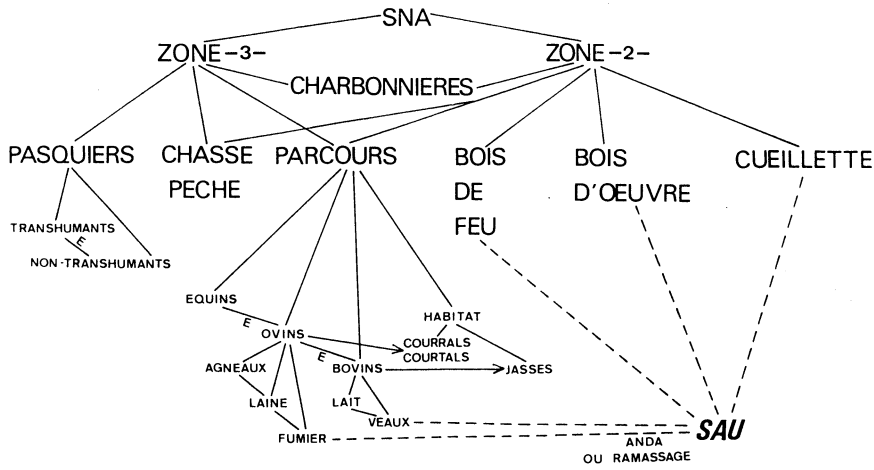 SNA
ZONE -3-
ZONE -2-
CHARBONNIERES
PASQUIERS
CHASSE
PECHE
PARCOURS
BOIS
DE
FEU
BOIS
D'ŒUVRE
CUEILLETTE
TRANSHUMANTS
E
NON-TRANSHUMANTS
EQUINS
E
OVINS
E
BOVINS
HABITAT
COURRALS
COURTALS
JASSES
AGNEAUX
LAINE
FUMIER
LAIT
VEAUX
SAU
ANDA
OU RAMASSAGE